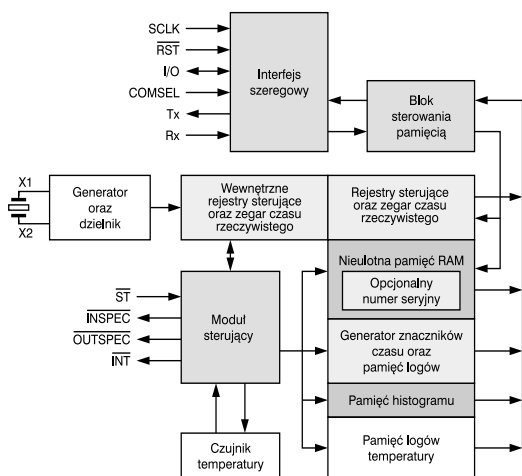 SCLK
RST
I/O
COMSEL
Tx
Rx
Interfejs
szeregowy
Blok
sterowania
pamięcią
X1
X2
Generator
oraz
dzielnik
Wewnętrzne
rejestry sterujące
oraz zegar czasu
rzeczywistego
Rejestry sterujące
oraz zegar czasu
rzeczywistego
Nieulotna pamięć RAM
Opcjonalny
numer seryjny
ST
INSPEC
OUTSPEC
INT
Moduł
sterujący
Generator znaczników
czasu oraz
pamięć logów
Pamięć histogramu
Czujnik
temperatury
Pamięć logów
temperatury